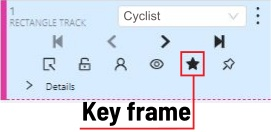 1
RECTANGLE TRACK
Cyclist
Details
Key frame